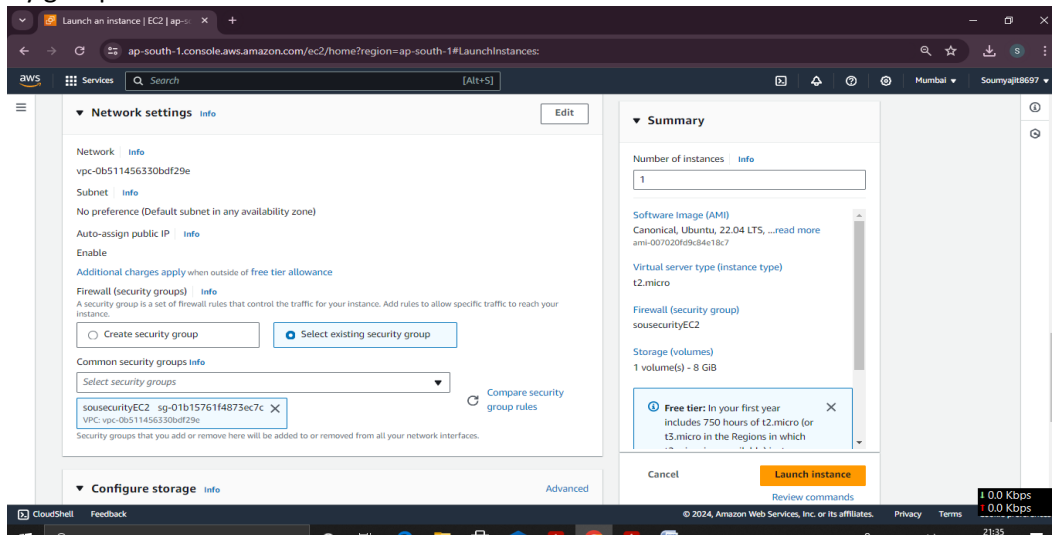 Launch an instance | EC2 | ap-so
ap-south-1.console.aws.amazon.com/ec2/home?region=ap-south-1#LaunchInstances:
aws
Services
Search
[Alt+S]
Mumbai
Soumyajit8697
S
Network settings Info
Edit
Network Info
vpc-0b511456330bdf29e
Subnet Info
No preference (Default subnet in any availability zone)
Auto-assign public IP Info
Enable
Additional charges apply when outside of free tier allowance
Firewall (security groups) Info
A security group is a set of firewall rules that control the traffic for your instance. Add rules to allow specific traffic to reach your
instance.
Create security group
Select existing security group
Common security groups Info
Select security groups
Compare security
group rules
sousecurityEC2 sg-01b15761f4873ec7c
VPC: vpc-0b511456330bdf29e
Security groups that you add or remove here will be added to or removed from all your network interfaces.
Configure storage Info
Advanced
Summary
Number of instances Info
1
Software Image (AMI)
Canonical, Ubuntu, 22.04 LTS, ...read more
ami-007020fd9c84e18c7
Virtual server type (instance type)
t2.micro
Firewall (security group)
sousecurityEC2
Storage (volumes)
1 volume(s) - 8 GiB
Free tier: In your first year
includes 750 hours of t2.micro (or
t3.micro in the Regions in which
Cancel
Launch instance
Review commands
0.0 Kbps
0.0 Kbps
CloudShell
Feedback
© 2024, Amazon Web Services, Inc. or its affiliates.
Privacy
Terms
21:35